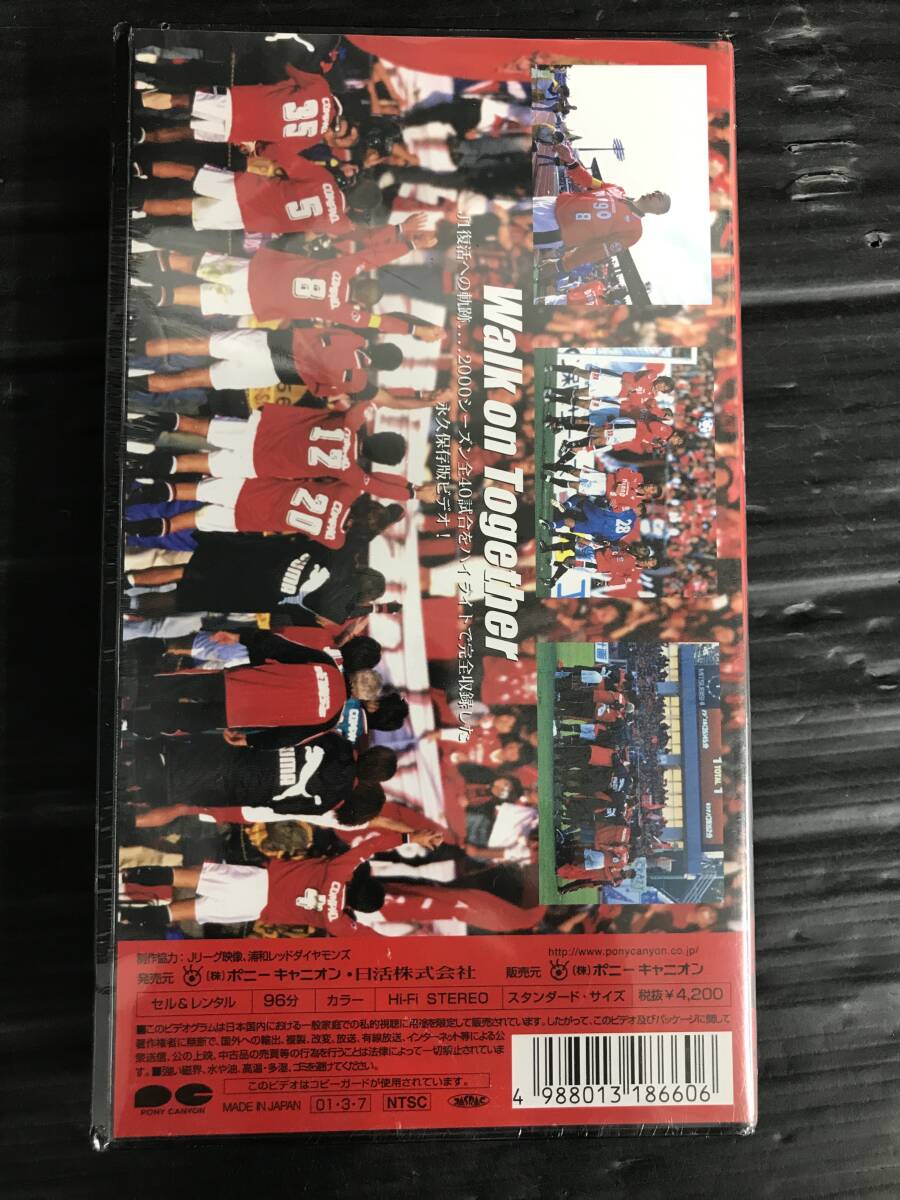 Walk on Together
J1復活への軌跡…2000シーズン全40試合をハイライトで完全収録した
永久保存版ビデオ！
35
COMPAQ
5
COMPAQ
8
12
20
COMPAQ
PUMA
PUMA
COMPAQ
8
28
TOTAL
制作協力：Jリーグ映像、浦和レッドダイヤモンズ
http://www.ponycanyon.co.jp/
発売元 (株)ポニーキャニオン・日活株式会社
販売元 (株)ポニーキャニオン
セル&レンタル 96分 カラー Hi-Fi STEREO スタンダード・サイズ 税抜￥4,200
■このビデオグラムは日本国内における一般家庭での私的視聴に用途を限定して販売されています。したがって、このビデオ及びパッケージに関して
著作権者に無断で、国外への輸出、複製、改変、放送、有線放送、インターネット等による公
衆送信、公の上映、中古品の売買等の行為を行うことは法律によって一切禁止されていま
す。■強い磁界、水や油、高温・多湿、ゴミを避けてください。
このビデオはコピーガードが使用されています。
PONY CANYON
MADE IN JAPAN 01・3・7 NTSC JASRAC
4 988013 186606